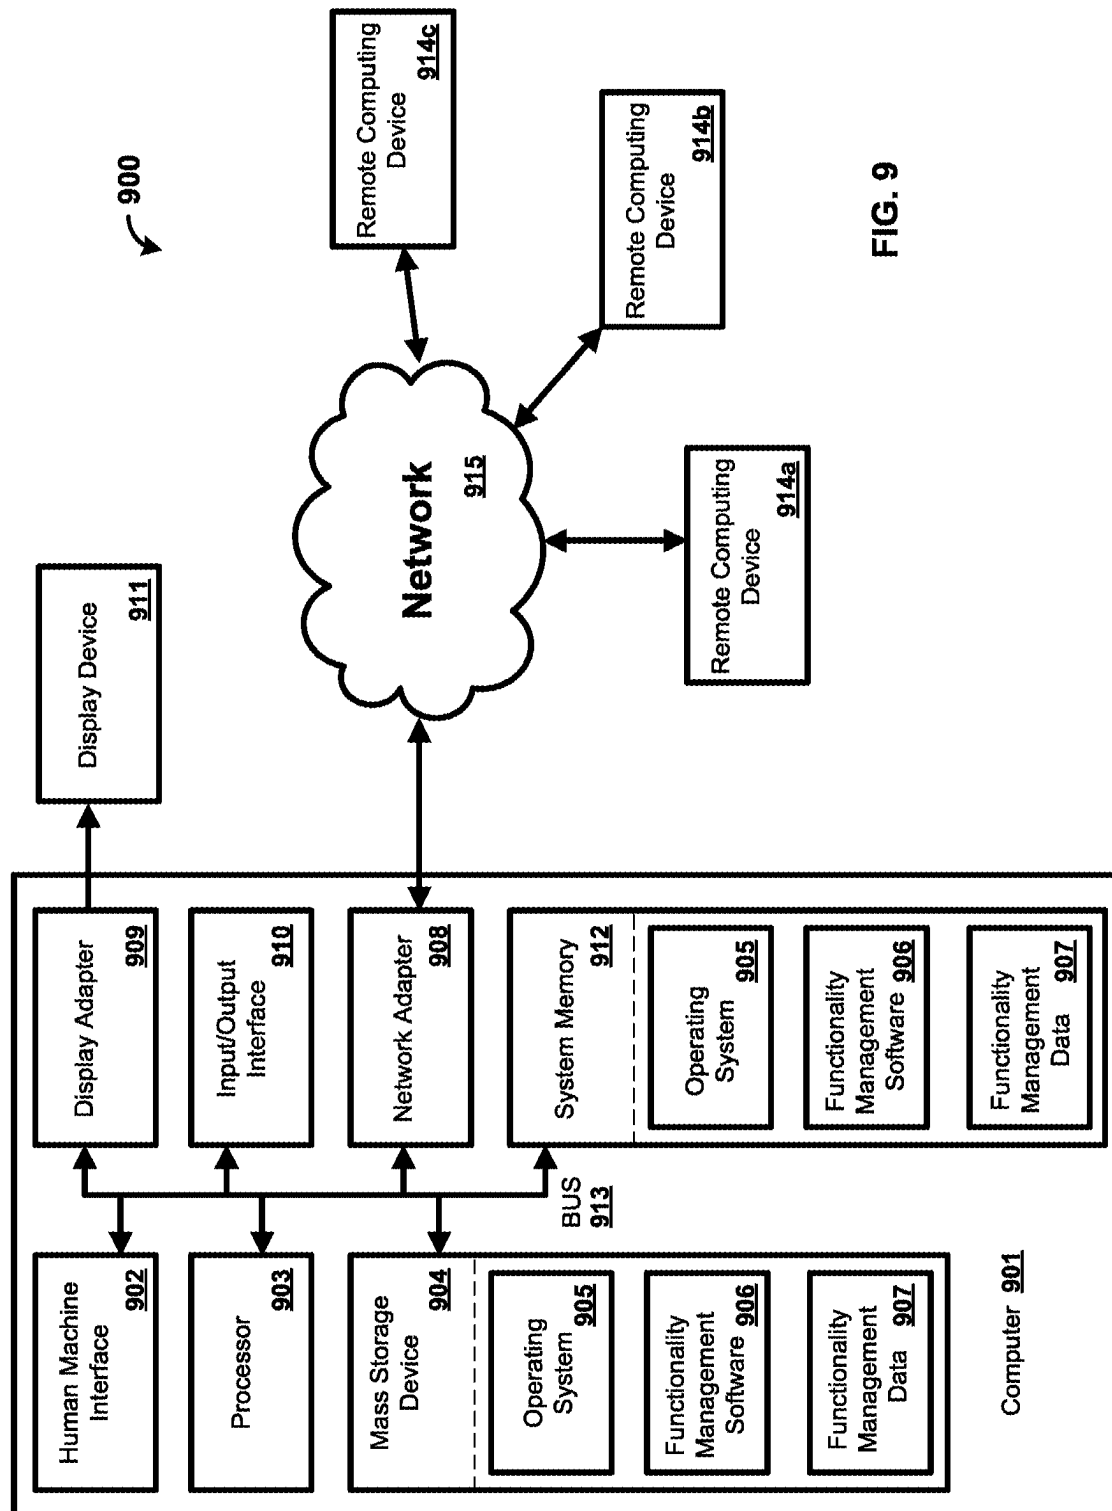 900
Human Machine
Interface
902
Processor
903
Mass Storage
Device
904
Operating
System
905
Functionality
Management
Software 906
Functionality
Management
Data
907
Computer 901
BUS
913
Display Adapter
909
Input/Output
Interface
910
Network Adapter
908
System Memory
912
Operating
System
905
Functionality
Management
Software 906
Functionality
Management
Data
907
Display Device
911
Network
915
Remote Computing
Device
914a
Remote Computing
Device
914b
Remote Computing
Device
914c
FIG. 9